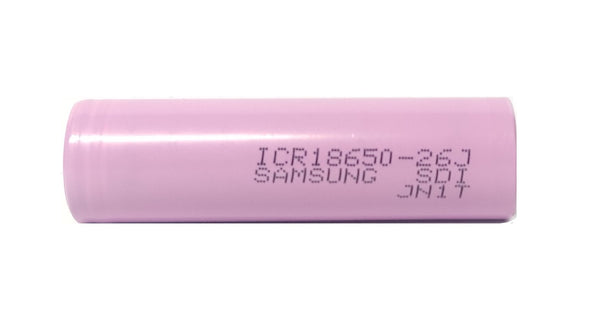 ICR18650-26J
SAMSUNG SDI
JN1T